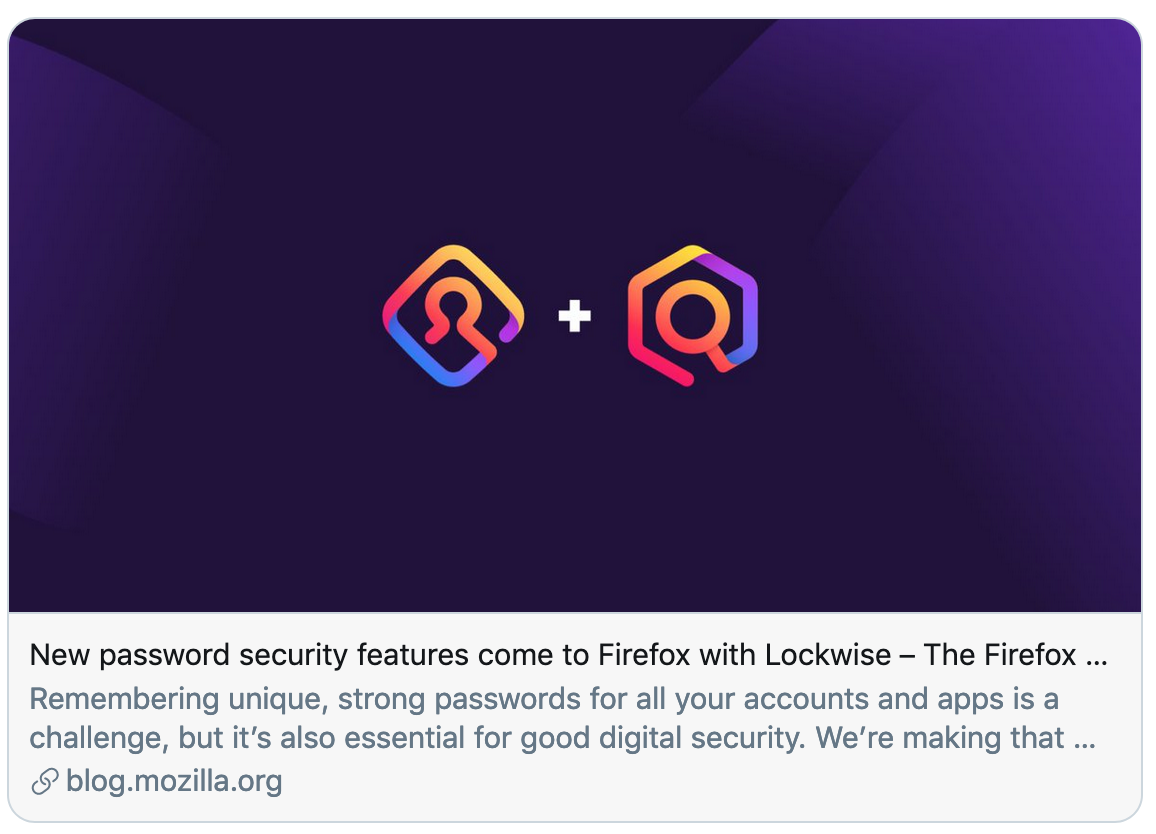 New password security features come to Firefox with Lockwise – The Firefox ...
Remembering unique, strong passwords for all your accounts and apps is a
challenge, but it’s also essential for good digital security. We’re making that ...
blog.mozilla.org